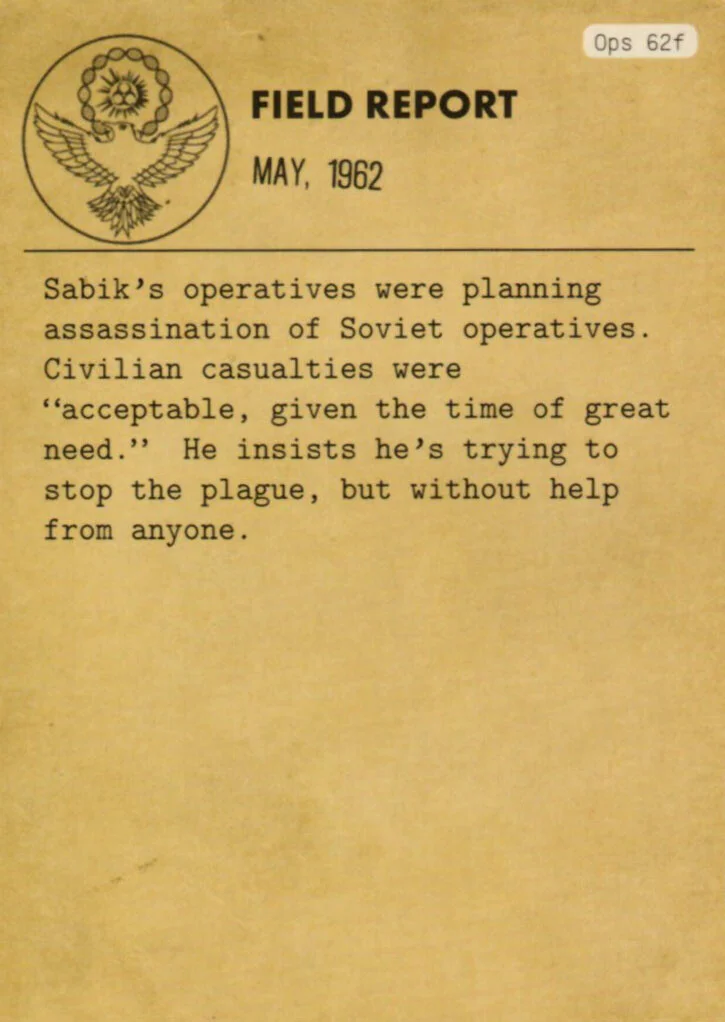 Ops 62f
FIELD REPORT
MAY, 1962
Sabik’s operatives were planning
assassination of Soviet operatives.
Civilian casualties were
“acceptable, given the time of great
need.”  He insists he’s trying to
stop the plague, but without help
from anyone.